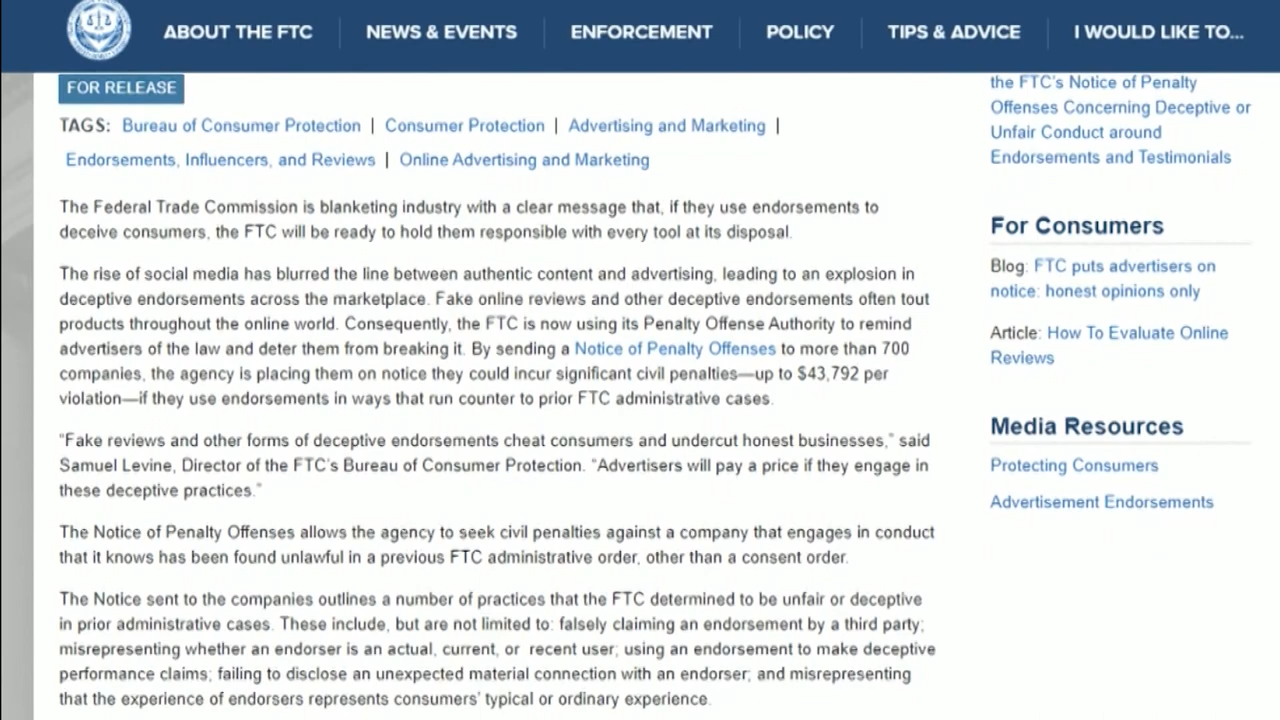 ABOUT THE FTC
NEWS & EVENTS
ENFORCEMENT
POLICY
TIPS & ADVICE
I WOULD LIKE TO...
FOR RELEASE
TAGS: Bureau of Consumer Protection | Consumer Protection | Advertising and Marketing |
Endorsements, Influencers, and Reviews | Online Advertising and Marketing
The Federal Trade Commission is blanketing industry with a clear message that, if they use endorsements to
deceive consumers, the FTC will be ready to hold them responsible with every tool at its disposal.
The rise of social media has blurred the line between authentic content and advertising, leading to an explosion in
deceptive endorsements across the marketplace. Fake online reviews and other deceptive endorsements often tout
products throughout the online world. Consequently, the FTC is now using its Penalty Offense Authority to remind
advertisers of the law and deter them from breaking it. By sending a Notice of Penalty Offenses to more than 700
companies, the agency is placing them on notice they could incur significant civil penalties—up to $43,792 per
violation—if they use endorsements in ways that run counter to prior FTC administrative cases.
"Fake reviews and other forms of deceptive endorsements cheat consumers and undercut honest businesses," said
Samuel Levine, Director of the FTC's Bureau of Consumer Protection. "Advertisers will pay a price if they engage in
these deceptive practices."
The Notice of Penalty Offenses allows the agency to seek civil penalties against a company that engages in conduct
that it knows has been found unlawful in a previous FTC administrative order, other than a consent order.
The Notice sent to the companies outlines a number of practices that the FTC determined to be unfair or deceptive
in prior administrative cases. These include, but are not limited to: falsely claiming an endorsement by a third party;
misrepresenting whether an endorser is an actual, current, or recent user; using an endorsement to make deceptive
performance claims; failing to disclose an unexpected material connection with an endorser; and misrepresenting
that the experience of endorsers represents consumers' typical or ordinary experience.
the FTC's Notice of Penalty
Offenses Concerning Deceptive or
Unfair Conduct around
Endorsements and Testimonials
For Consumers
Blog: FTC puts advertisers on
notice: honest opinions only
Article: How To Evaluate Online
Reviews
Media Resources
Protecting Consumers
Advertisement Endorsements